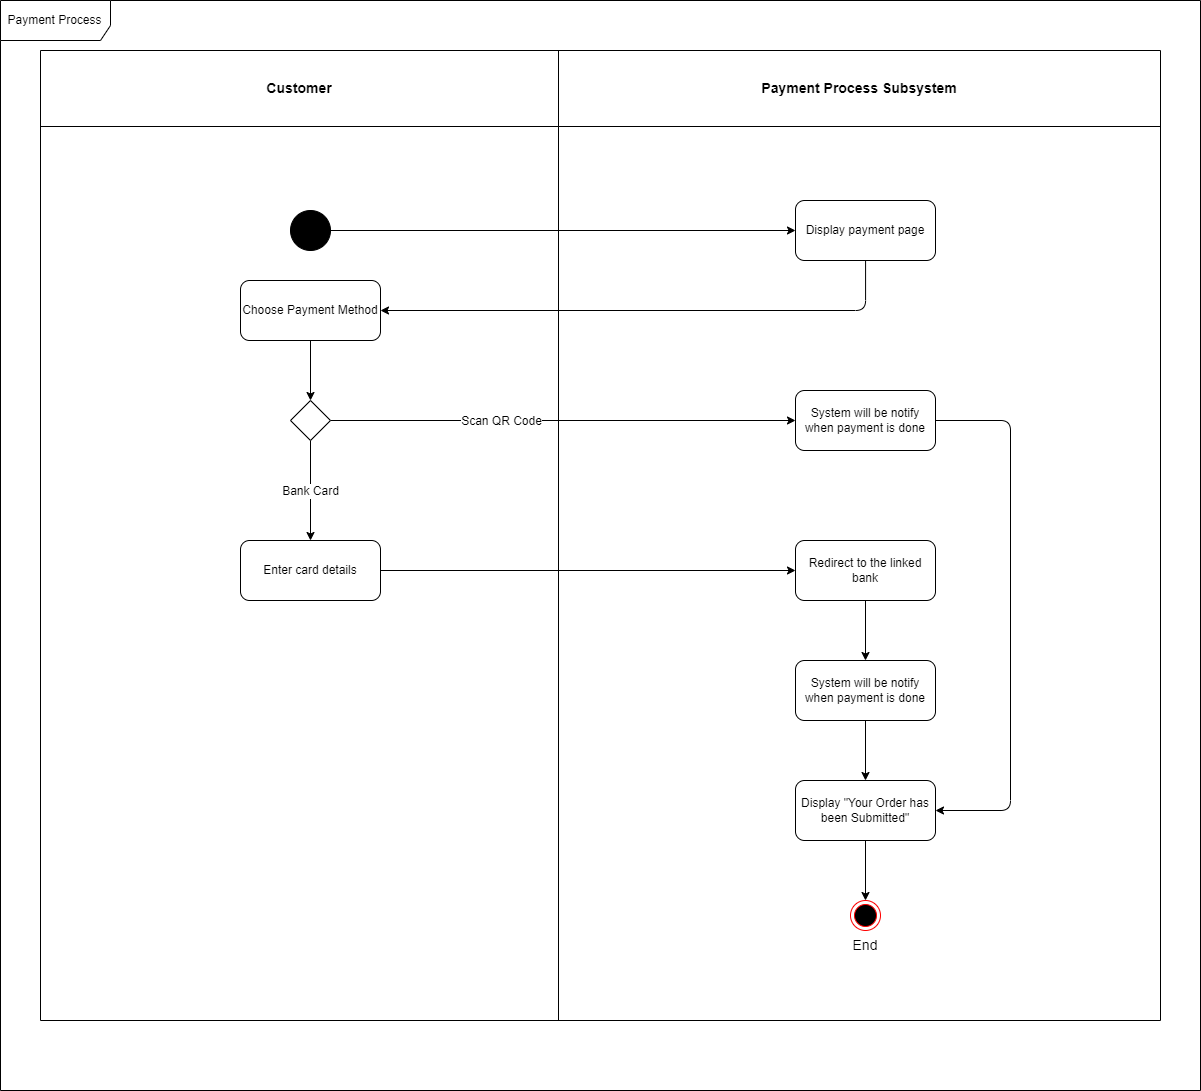 Payment Process
Customer
Payment Process Subsystem
Display payment page
Choose Payment Method
Scan QR Code
System will be notify
when payment is done
Bank Card
Enter card details
Redirect to the linked
bank
System will be notify
when payment is done
Display "Your Order has
been Submitted"
End